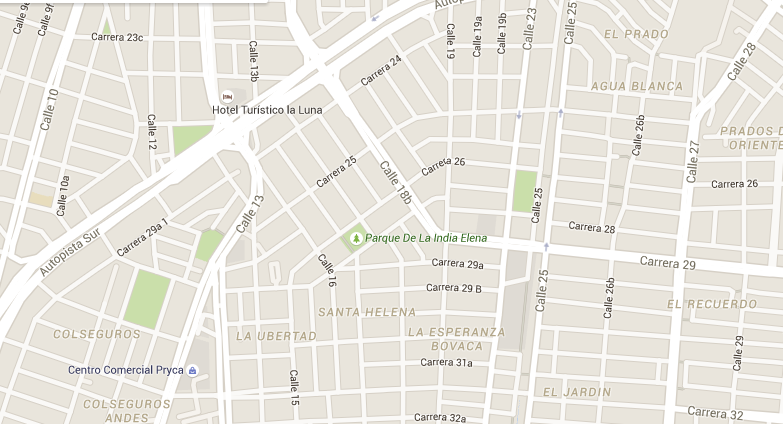 Calle 9c
Calle 9f
Carrera 23c
Calle 13b
Autop
Calle 19
Calle 19a
Calle 19b
Calle 23
Calle 25
EL PRADO
Calle 28
Carrera 24
AGUA BLANCA
Calle 10
Hotel Turístico la Luna
Calle 12
Calle 26b
PRADOS D
ORIENTE
Calle 27
Carrera 25
Carrera 26
Calle 18b
Calle 10a
Calle 25
Carrera 26
Calle 13
Carrera 28
Carrera 29a 1
Autopista Sur
Parque De La India Elena
Carrera 29
Calle 16
Carrera 29a
Calle 25
Carrera 29 B
Calle 26b
EL RECUERDO
SANTA HELENA
COLSEGUROS
LA UBERTAD
LA ESPERANZA
BOVACA
Calle 29
Centro Comercial Pryca
Carrera 31a
Calle 15
EL JARDIN
COLSEGUROS
ANDES
Carrera 32a
Carrera 32